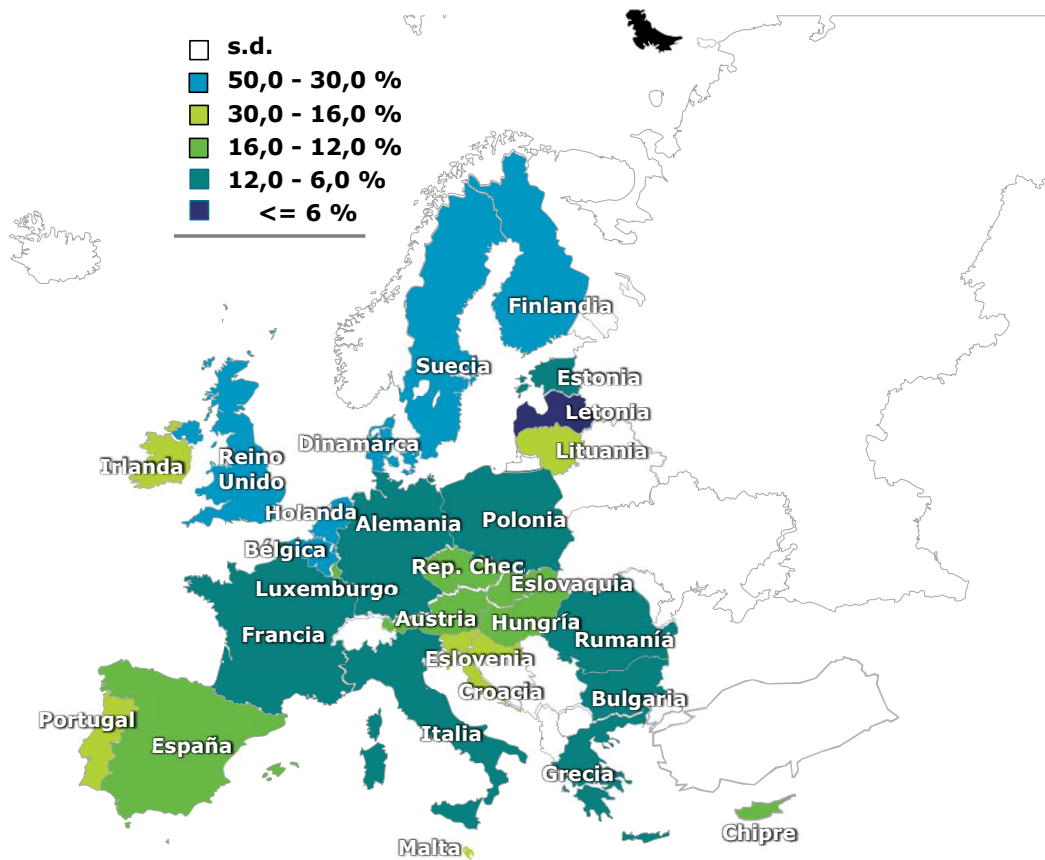 s.d.
50,0 - 30,0 %
30,0 - 16,0 %
16,0 - 12,0 %
12,0 - 6,0 %
<= 6 %
Finlandia
Suecia
Estonia
Letonia
Dinamarca
Lituania
Irlanda
Reino
Unido
Holanda
Alemania
Polonia
Bélgica
Rep. Chec
Eslovaquia
Luxemburgo
Austria
Hungría
Francia
Rumanía
Eslovenia
Croacia
Bulgaria
Portugal
España
Italia
Grecia
Chipre
Malta